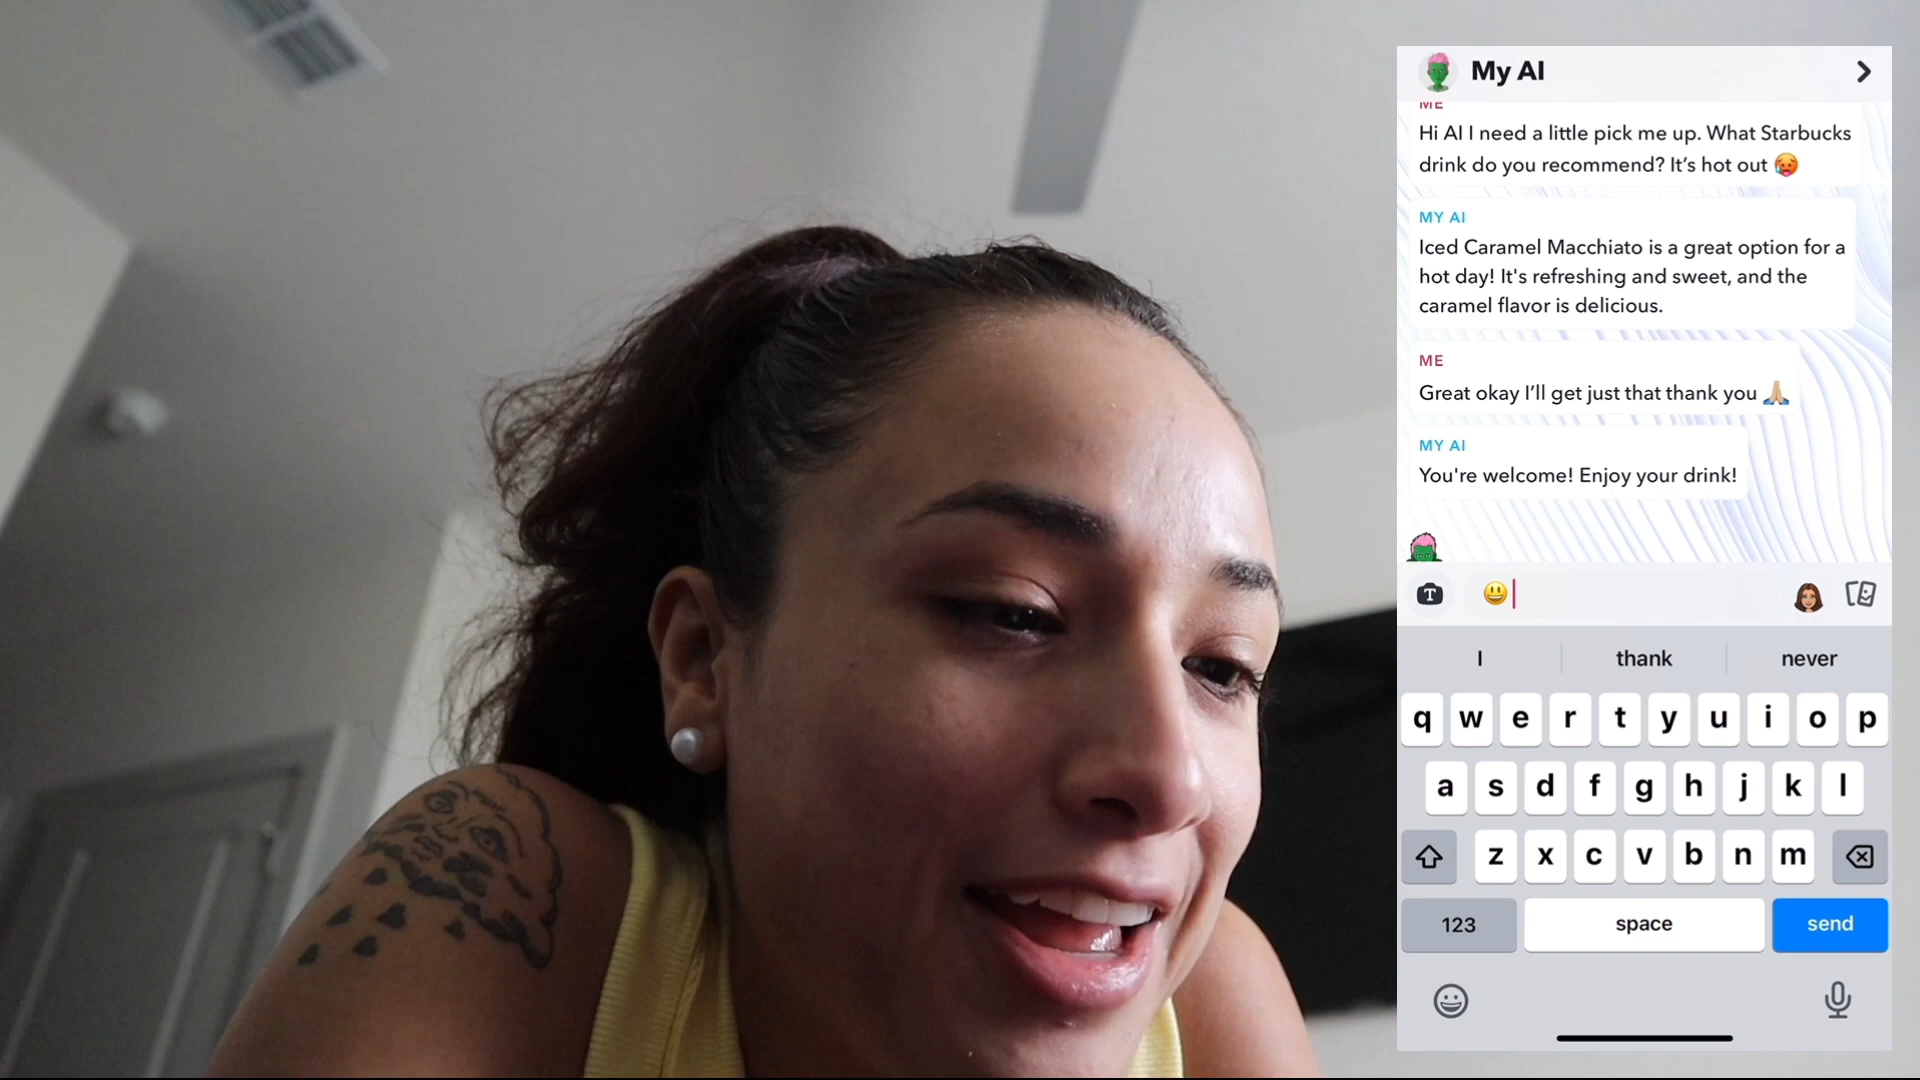 My AI
ME
Hi AI I need a little pick me up. What Starbucks
drink do you recommend? It's hot out 🥵
MY AI
Iced Caramel Macchiato is a great option for a
hot day! It's refreshing and sweet, and the
caramel flavor is delicious.
ME
Great okay I'll get just that thank you 🙏🏼
MY AI
You're welcome! Enjoy your drink!
T 😃
I thank never
q w e r t y u i o p
a s d f g h j k l
z x c v b n m
123 space send